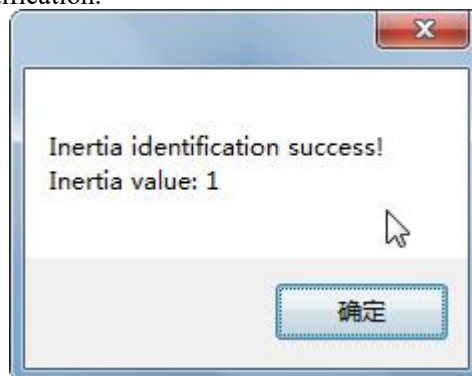 Inertia identification success!
Inertia value: 1
确定